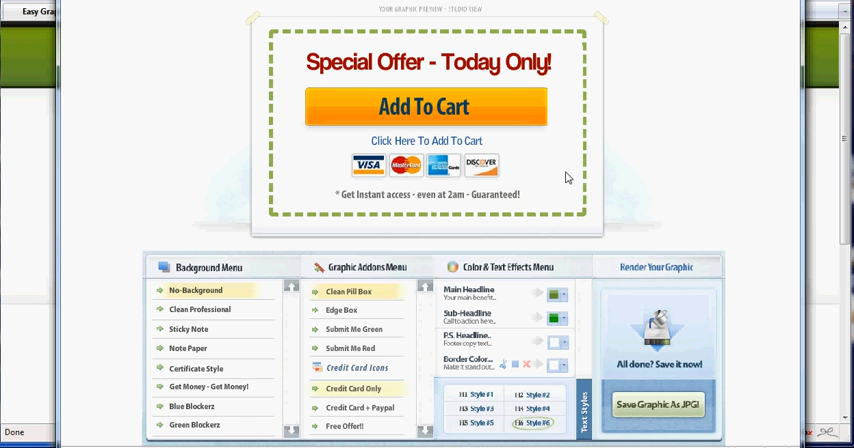 Easy Gra
YOUR GRAPHIC PREVIEW - STUDIO VIEW
Special Offer - Today Only!
Add To Cart
Click Here To Add To Cart
VISA MasterCard DISCOVER
* Get Instant access - even at 2am - Guaranteed!
Background Menu
No-Background
Clean Professional
Sticky Note
Note Paper
Certificate Style
Get Money - Get Money!
Blue Blockerz
Green Blockerz
Graphic Addons Menu
Clean Pill Box
Edge Box
Submit Me Green
Submit Me Red
Credit Card Icons
Credit Card Only
Credit Card + Paypal
Free Offer!!
Color & Text Effects Menu
Main Headline
Your main benefit..
Sub-Headline
Call to action here..
P.S. Headline..
Footer copy text..
Border Color...
Make it stand out..
H1 Style #1 H2 Style #2
H3 Style #3 H4 Style #4
H5 Style #5 H6 Style #6
Text Styles
Render Your Graphic
All done? Save it now!
Save Graphic As JPG!
Done